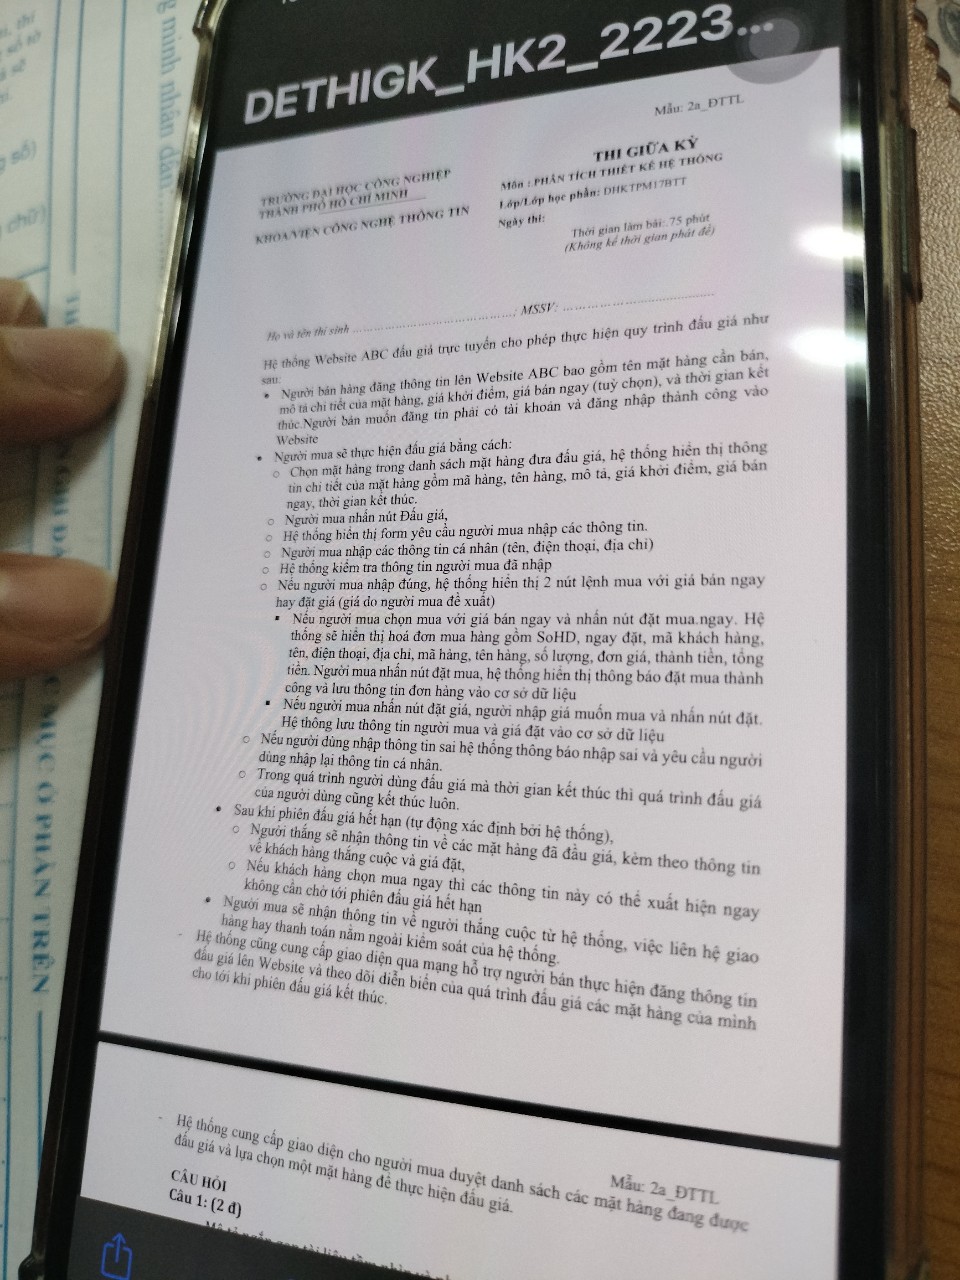 DETHIGK_HK2_2223...
Mẫu: 2a_ĐTTL
TRƯỜNG ĐẠI HỌC CÔNG NGHIỆP
THÀNH PHỐ HỒ CHÍ MINH
KHOA/VIỆN CÔNG NGHỆ THÔNG TIN
THI GIỮA KỲ
Môn : PHÂN TÍCH THIẾT KẾ HỆ THỐNG
Lớp/Lớp học phần: DHKTPM17BTT
Ngày thi:
Thời gian làm bài: 75 phút
(Không kể thời gian phát đề)
Họ và tên thí sinh ..........................................; MSSV: ..........................................
Hệ thống Website ABC đấu giá trực tuyến cho phép thực hiện quy trình đấu giá như
sau:
• Người bán hàng đăng thông tin lên Website ABC bao gồm tên mặt hàng cần bán,
mô tả chi tiết của mặt hàng, giá khởi điểm, giá bán ngay (tuỳ chọn), và thời gian kết
thúc.Người bán muốn đăng tin phải có tài khoản và đăng nhập thành công vào
Website
• Người mua sẽ thực hiện đấu giá bằng cách:
o Chọn mặt hàng trong danh sách mặt hàng đưa đấu giá, hệ thống hiển thị thông
tin chi tiết của mặt hàng gồm mã hàng, tên hàng, mô tả, giá khởi điểm, giá bán
ngay, thời gian kết thúc.
o Người mua nhấn nút Đấu giá,
o Hệ thống hiển thị form yêu cầu người mua nhập các thông tin.
o Người mua nhập các thông tin cá nhân (tên, điện thoại, địa chỉ)
o Hệ thống kiểm tra thông tin người mua đã nhập
o Nếu người mua nhập đúng, hệ thống hiển thị 2 nút lệnh mua với giá bán ngay
hay đặt giá (giá do người mua đề xuất)
▪ Nếu người mua chọn mua với giá bán ngay và nhấn nút đặt mua.ngay. Hệ
thống sẽ hiển thị hoá đơn mua hàng gồm SoHD, ngay đặt, mã khách hàng,
tên, điện thoại, địa chỉ, mã hàng, tên hàng, số lượng, đơn giá, thành tiền, tổng
tiền. Người mua nhấn nút đặt mua, hệ thống hiển thị thông báo đặt mua thành
công và lưu thông tin đơn hàng vào cơ sở dữ liệu
▪ Nếu người mua nhấn nút đặt giá, người nhập giá muốn mua và nhấn nút đặt.
Hệ thông lưu thông tin người mua và giá đặt vào cơ sở dữ liệu
o Nếu người dùng nhập thông tin sai hệ thống thông báo nhập sai và yêu cầu người
dùng nhập lại thông tin cá nhân.
o Trong quá trình người dùng đấu giá mà thời gian kết thúc thì quá trình đấu giá
của người dùng cũng kết thúc luôn.
• Sau khi phiên đấu giá hết hạn (tự động xác định bởi hệ thống),
o Người thắng sẽ nhận thông tin về các mặt hàng đã đấu giá, kèm theo thông tin
về khách hàng thắng cuộc và giá đặt,
o Nếu khách hàng chọn mua ngay thì các thông tin này có thể xuất hiện ngay
không cần chờ tới phiên đấu giá hết hạn
• Người mua sẽ nhận thông tin về người thắng cuộc từ hệ thống, việc liên hệ giao
hàng hay thanh toán nằm ngoài kiểm soát của hệ thống.
- Hệ thống cũng cung cấp giao diện qua mạng hỗ trợ người bán thực hiện đăng thông tin
đấu giá lên Website và theo dõi diễn biến của quá trình đấu giá các mặt hàng của mình
cho tới khi phiên đấu giá kết thúc.
Mẫu: 2a_ĐTTL
- Hệ thống cung cấp giao diện cho người mua duyệt danh sách các mặt hàng đang được
đấu giá và lựa chọn một mặt hàng để thực hiện đấu giá.
CÂU HỎI
Câu 1: (2 đ)
g minh nhân dân
g số)
chữ)
MỤC Ở PHẦN TRÊN